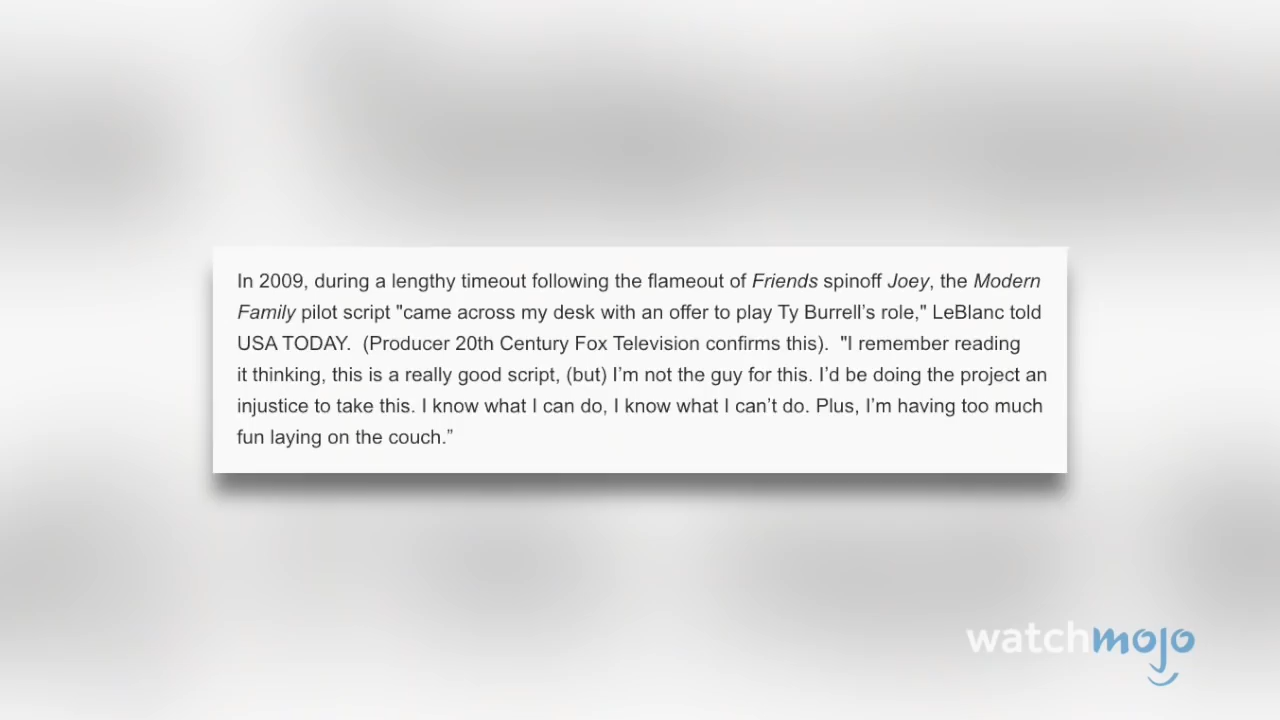 In 2009, during a lengthy timeout following the flameout of Friends spinoff Joey, the Modern
Family pilot script "came across my desk with an offer to play Ty Burrell’s role," LeBlanc told
USA TODAY.  (Producer 20th Century Fox Television confirms this).  "I remember reading
it thinking, this is a really good script, (but) I’m not the guy for this. I’d be doing the project an
injustice to take this. I know what I can do, I know what I can’t do. Plus, I’m having too much
fun laying on the couch.”
watchmojo